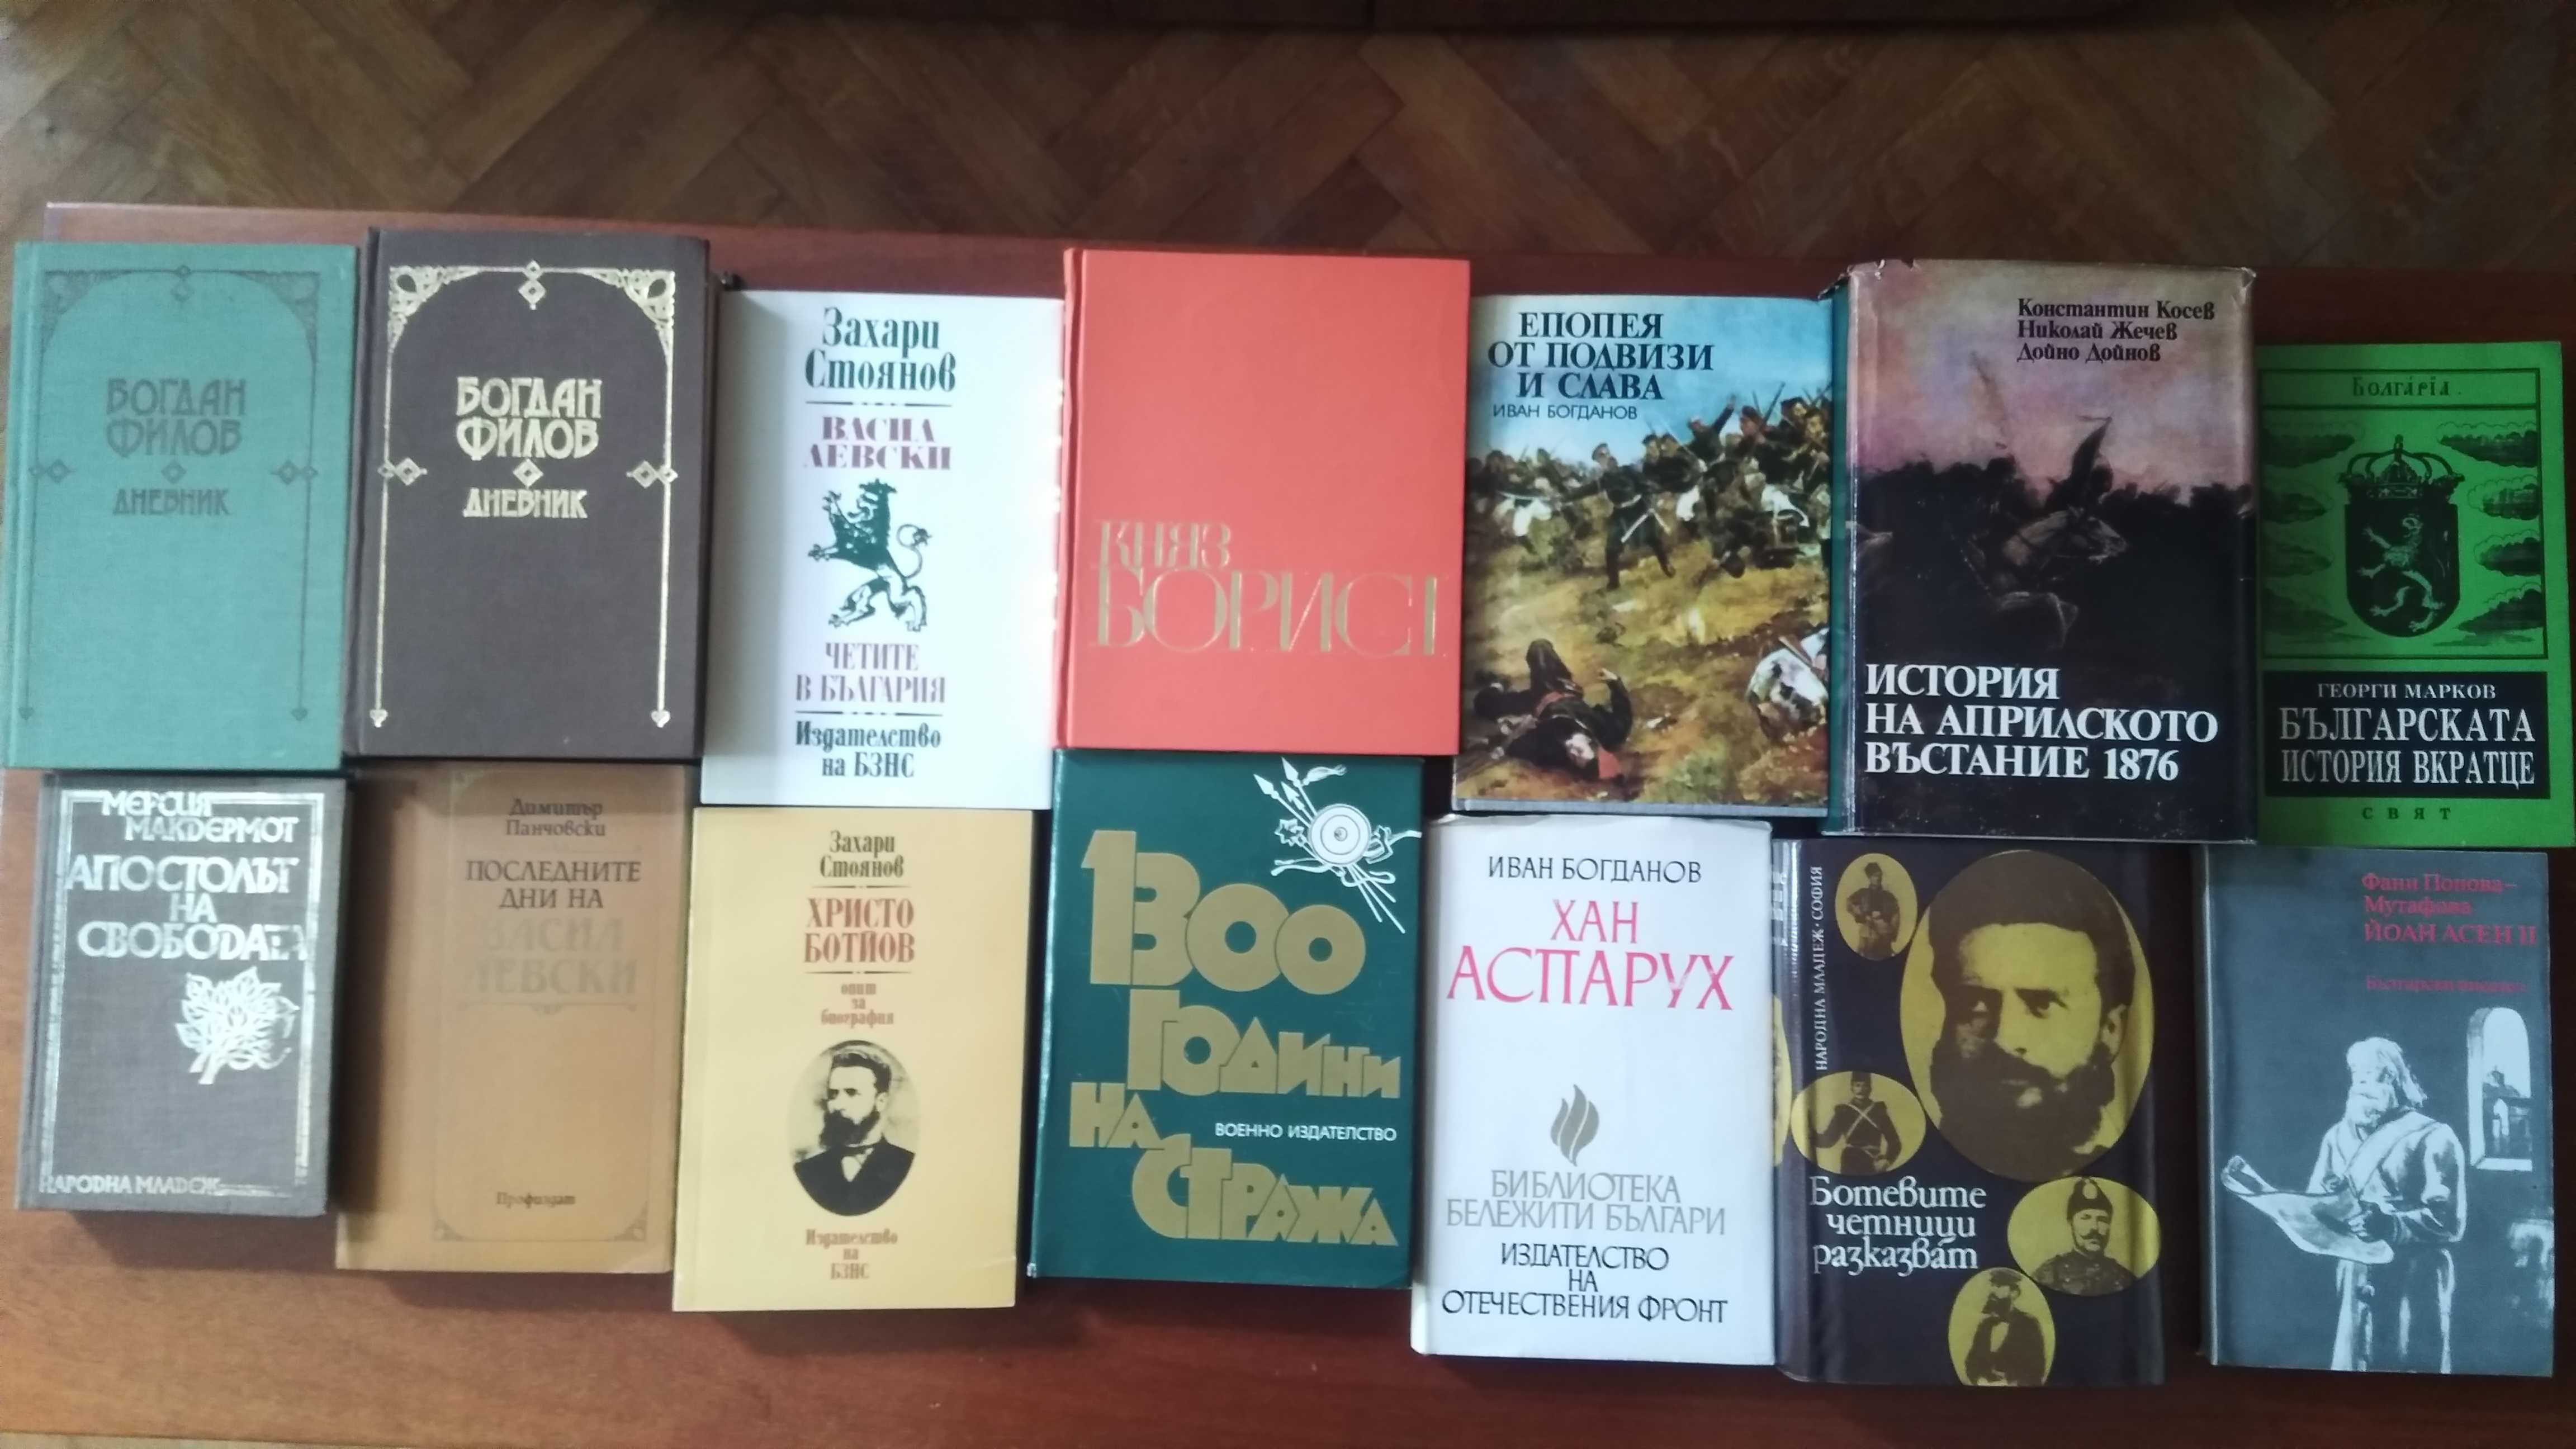 БОГДАН
ФИЛОВ
ДНЕВНИК
БОГДАН
ФИЛОВ
ДНЕВНИК
Захари
Стоянов
ВАСИЛ
ЛЕВСКИ
ЧЕТИТЕ
В БЪЛГАРИЯ
Издателство
на БЗНС
КНЯЗ
БОРИС I
ЕПОПЕЯ
ОТ ПОДВИЗИ
И СЛАВА
ИВАН БОГДАНОВ
Константин Косев
Николай Жечев
Дойно Дойнов
ИСТОРИЯ
НА АПРИЛСКОТО
ВЪСТАНИЕ 1876
Болгарїа.
ГЕОРГИ МАРКОВ
БЪЛГАРСКАТА
ИСТОРИЯ ВКРАТЦЕ
СВЯТ
МЕРСИЯ
МАКДЕРМОТ
АПОСТОЛЪТ
НА
СВОБОДАТА
НАРОДНА МЛАДЕЖ
Димитър
Панчовски
ПОСЛЕДНИТЕ
ДНИ НА
ВАСИЛ
ЛЕВСКИ
Профиздат
Захари
Стоянов
ХРИСТО
БОТЙОВ
опит
за
биография
Издателство
на
БЗНС
1300
ГОДИНИ
НА
ВОЕННО ИЗДАТЕЛСТВО
СТРАЖА
ИВАН БОГДАНОВ
ХАН
АСПАРУХ
БИБЛИОТЕКА
БЕЛЕЖИТИ БЪЛГАРИ
ИЗДАТЕЛСТВО
НА
ОТЕЧЕСТВЕНИЯ ФРОНТ
НАРОДНА МЛАДЕЖ • СОФИЯ
Ботевите
четници
разказват
Фани Попова-
Мутафова
ЙОАН АСЕН II
Български